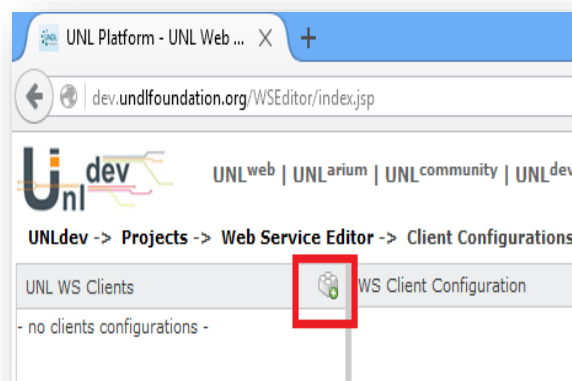 UNL Platform - UNL Web ...
dev.undlfoundation.org/WSEditor/index.jsp
Unl dev
UNLweb | UNLarium | UNLcommunity | UNLdev
UNLdev -> Projects -> Web Service Editor -> Client Configurations
UNL WS Clients
WS Client Configuration
- no clients configurations -